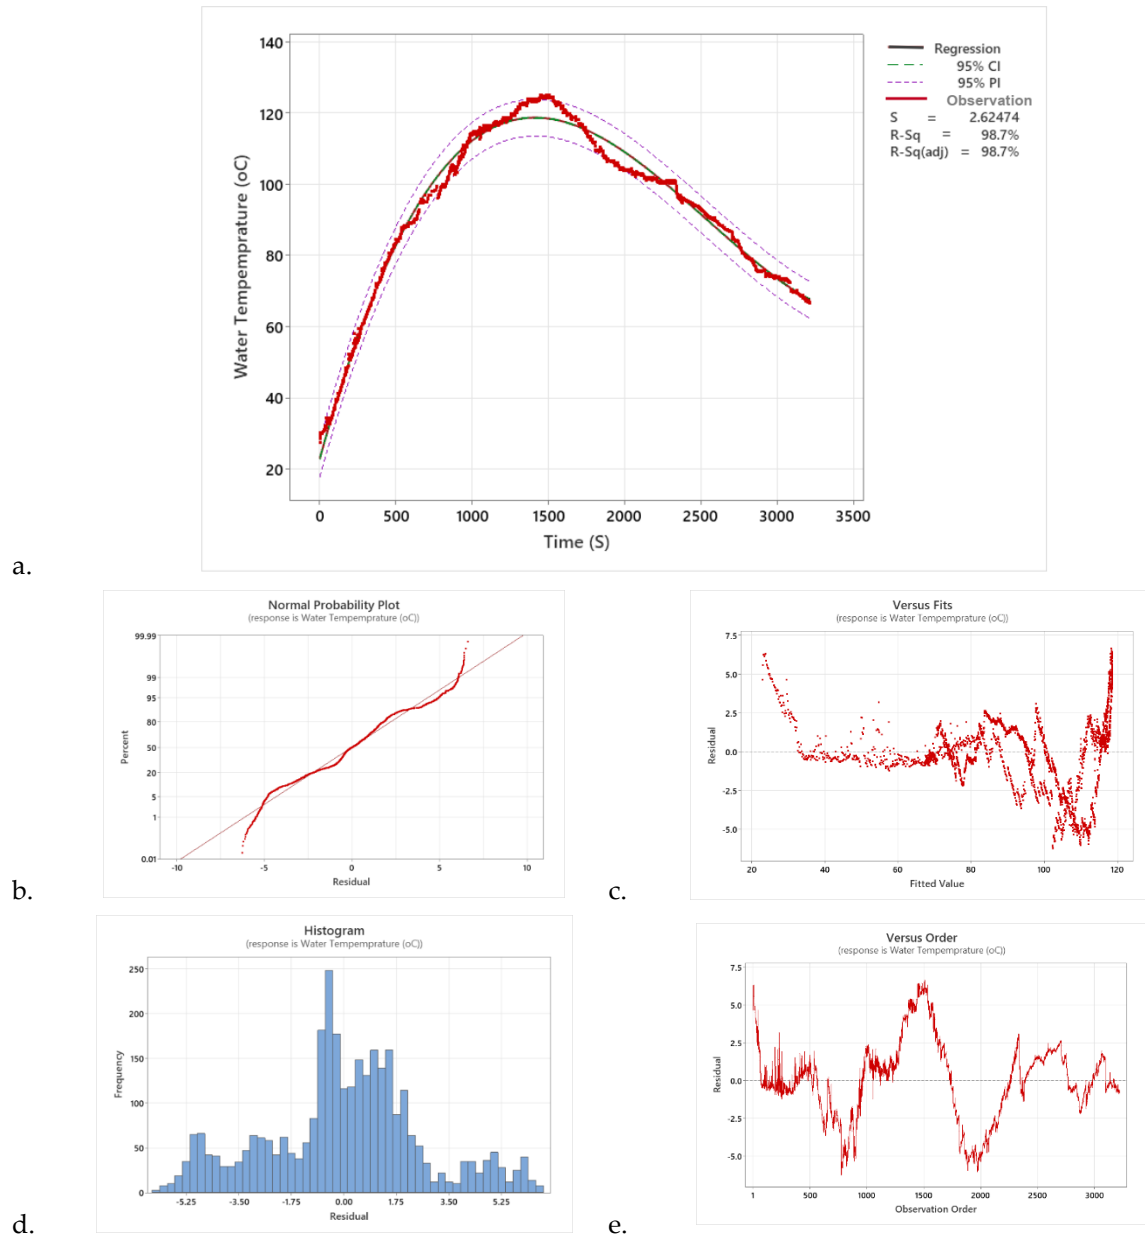 140
120
100
80
60
40
20
Water Tempemprature (oC)
0 500 1000 1500 2000 2500 3000 3500
Time (S)
Regression
95% CI
95% PI
Observation
S = 2.62474
R-Sq = 98.7%
R-Sq(adj) = 98.7%
a.
Normal Probability Plot
(response is Water Tempemprature (oC))
99.99
99
95
80
50
20
5
1
0.01
Percent
-10 -5 0 5 10
Residual
b.
Versus Fits
(response is Water Tempemprature (oC))
7.5
5.0
2.5
0.0
-2.5
-5.0
Residual
20 40 60 80 100 120
Fitted Value
c.
Histogram
(response is Water Tempemprature (oC))
250
200
150
100
50
0
Frequency
-5.25 -3.50 -1.75 0.00 1.75 3.50 5.25
Residual
d.
Versus Order
(response is Water Tempemprature (oC))
7.5
5.0
2.5
0.0
-2.5
-5.0
Residual
1 500 1000 1500 2000 2500 3000
Observation Order
e.